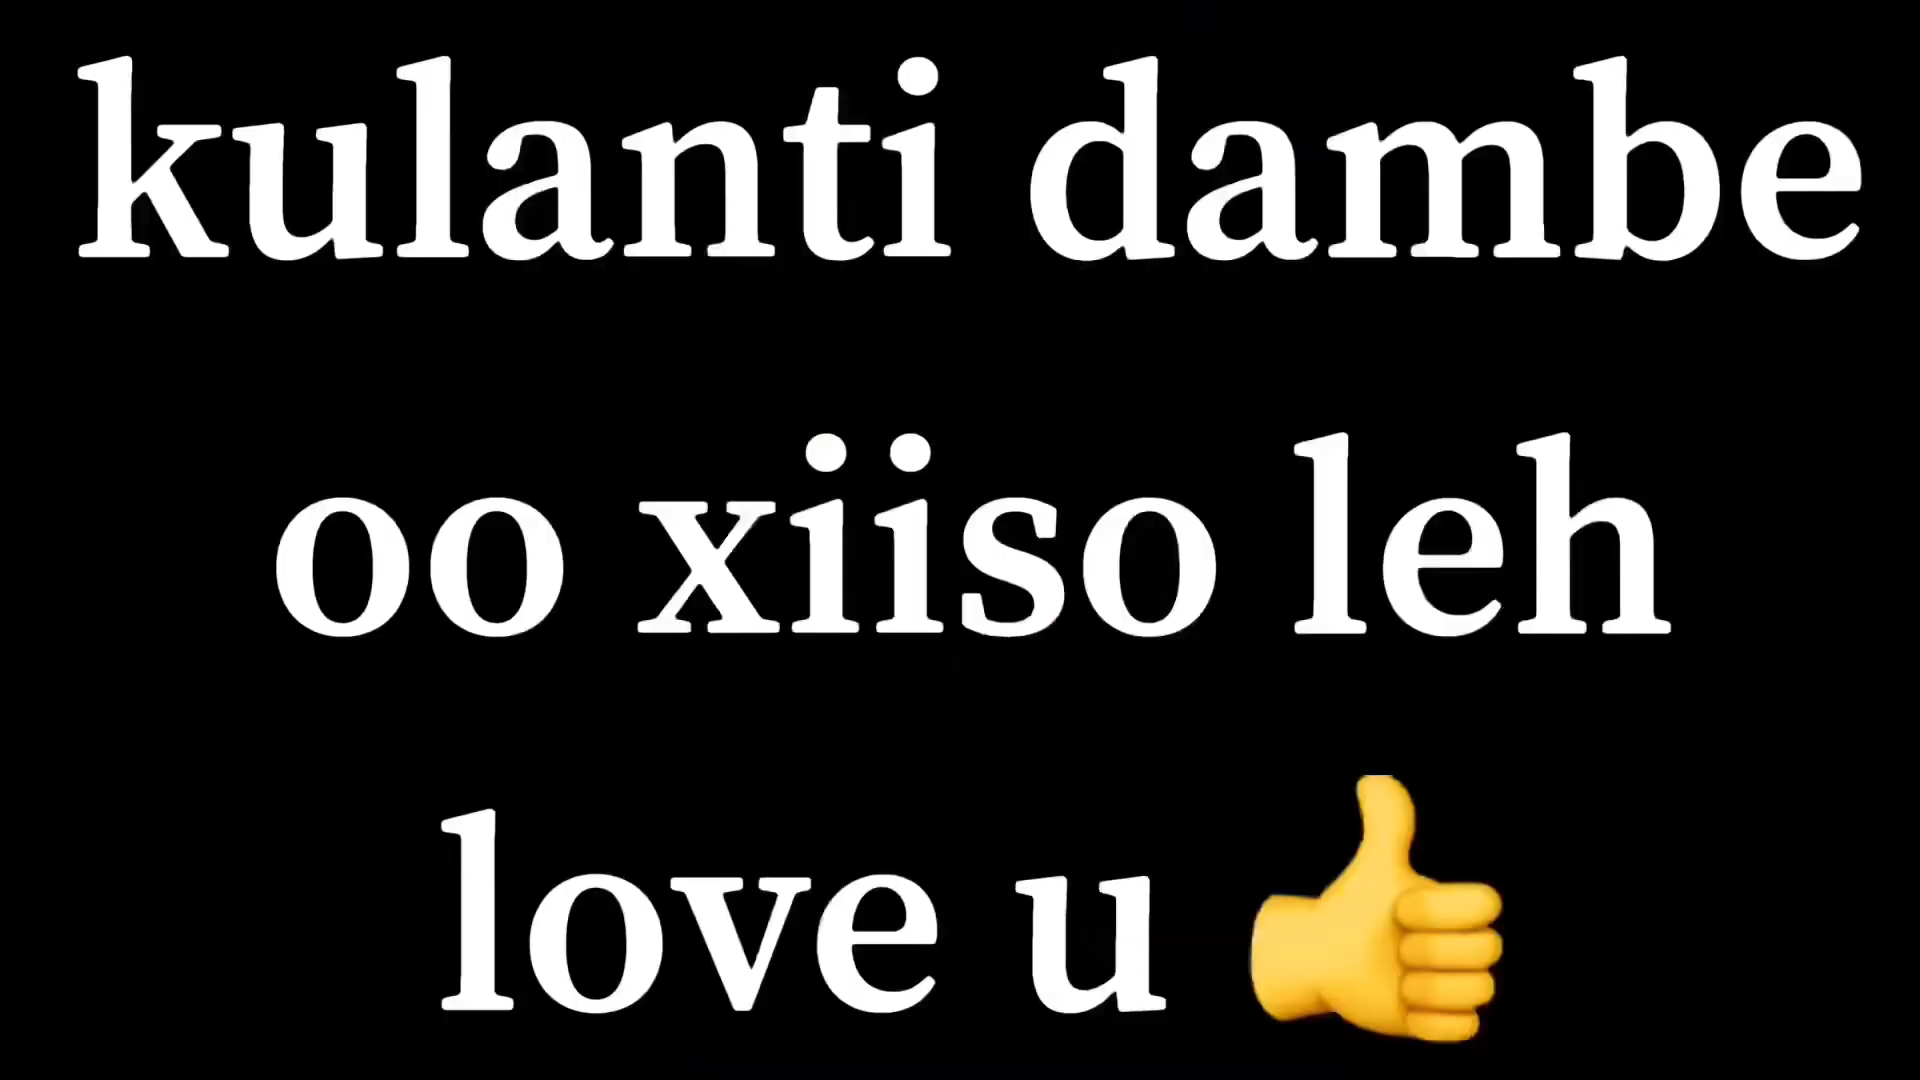 kulanti dambe
oo xiiso leh
love u 👍